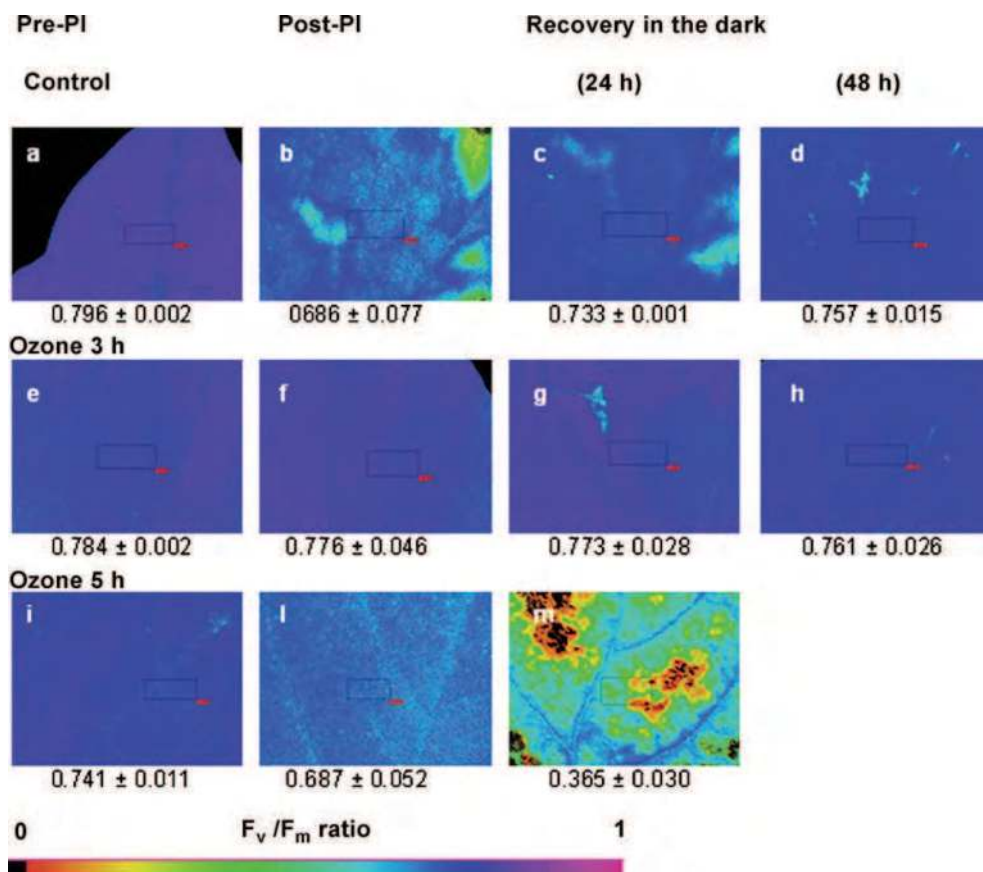 Pre-PI Post-PI Recovery in the dark
Control (24 h) (48 h)
a b c d
0.796 ± 0.002 0686 ± 0.077 0.733 ± 0.001 0.757 ± 0.015
Ozone 3 h
e f g h
0.784 ± 0.002 0.776 ± 0.046 0.773 ± 0.028 0.761 ± 0.026
Ozone 5 h
i l m
0.741 ± 0.011 0.687 ± 0.052 0.365 ± 0.030
0 Fv /Fm ratio 1